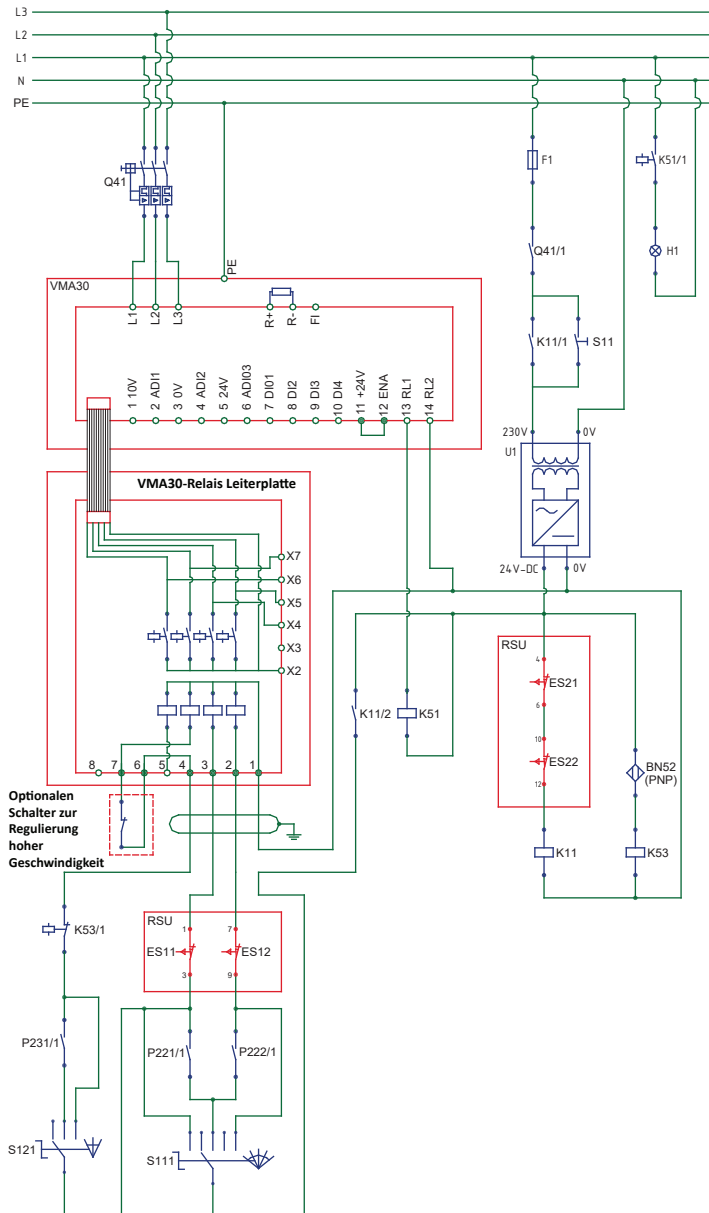 L3
L2
L1
N
PE
Q41
F1
K51/1
Q41/1
H1
PE
VMA30
L1
L2
L3
R+
R-
FI
K11/1
S11
1 10V
2 ADI1
3 0V
4 ADI2
5 24V
6 ADI03
7 DI01
8 DI2
9 DI3
10 DI4
11 +24V
12 ENA
13 RL1
14 RL2
230V
0V
U1
VMA30-Relais Leiterplatte
24V-DC
0V
X7
X6
X5
X4
X3
X2
RSU
4
ES21
6
K11/2
K51
10
ES22
12
BN52
(PNP)
8
7
6
5
4
3
2
1
Optionalen
Schalter zur
Regulierung
hoher
Geschwindigkeit
K11
K53
RSU
K53/1
1
7
ES11
ES12
3
9
P231/1
P221/1
P222/1
S121
S111